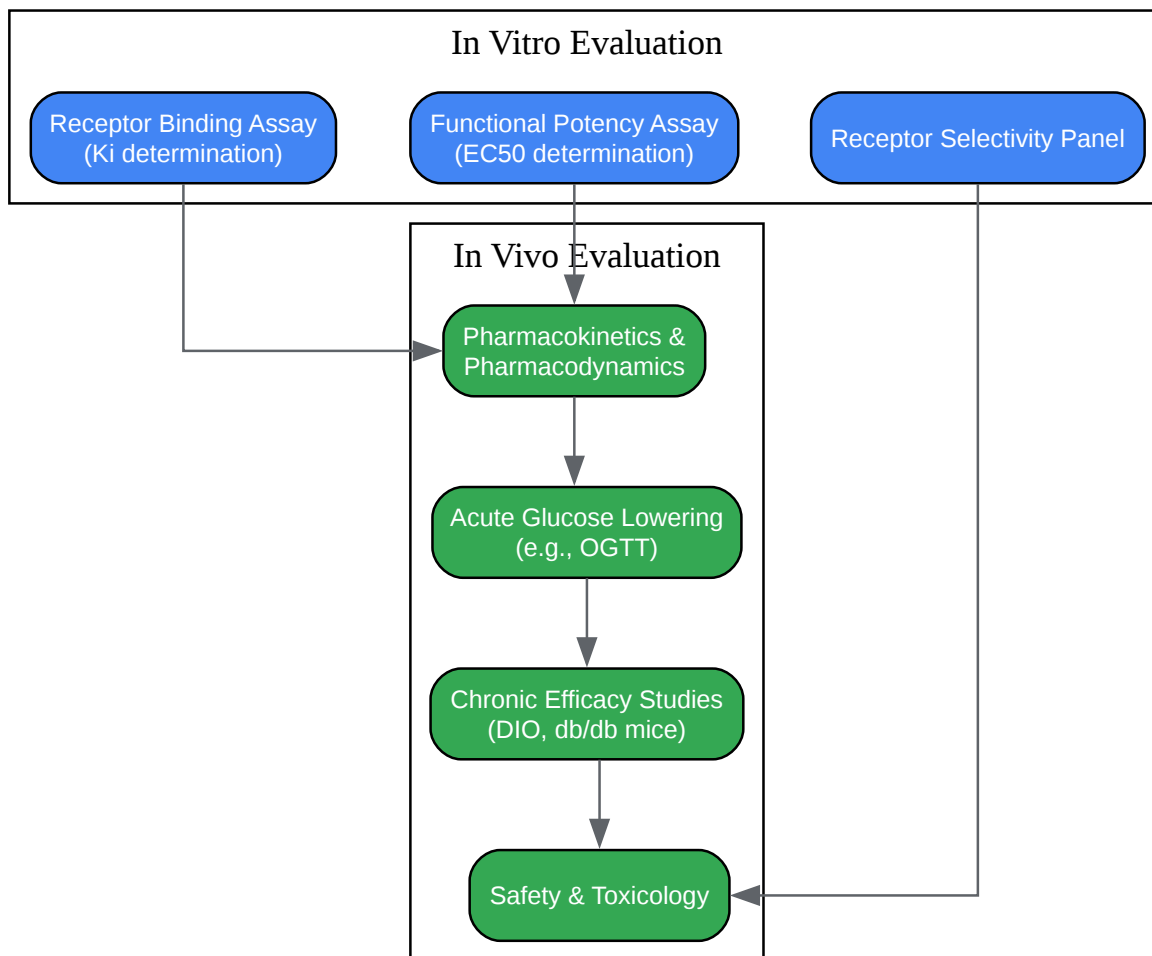 In Vitro Evaluation
Receptor Binding Assay
(Ki determination)
Functional Potency Assay
(EC50 determination)
Receptor Selectivity Panel
In Vivo Evaluation
Pharmacokinetics &
Pharmacodynamics
Acute Glucose Lowering
(e.g., OGTT)
Chronic Efficacy Studies
(DIO, db/db mice)
Safety & Toxicology